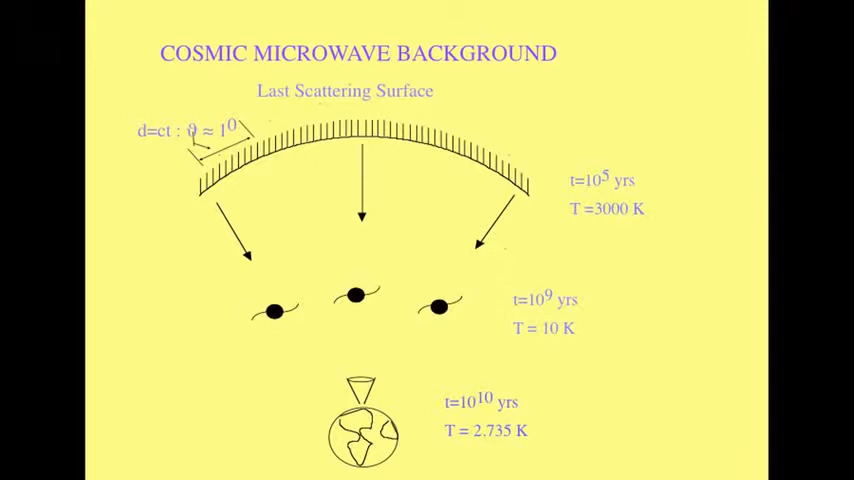 COSMIC MICROWAVE BACKGROUND
Last Scattering Surface
d=ct : ϑ ≈ 1⁰
t=10⁵ yrs
T =3000 K
t=10⁹ yrs
T = 10 K
t=10¹⁰ yrs
T = 2.735 K